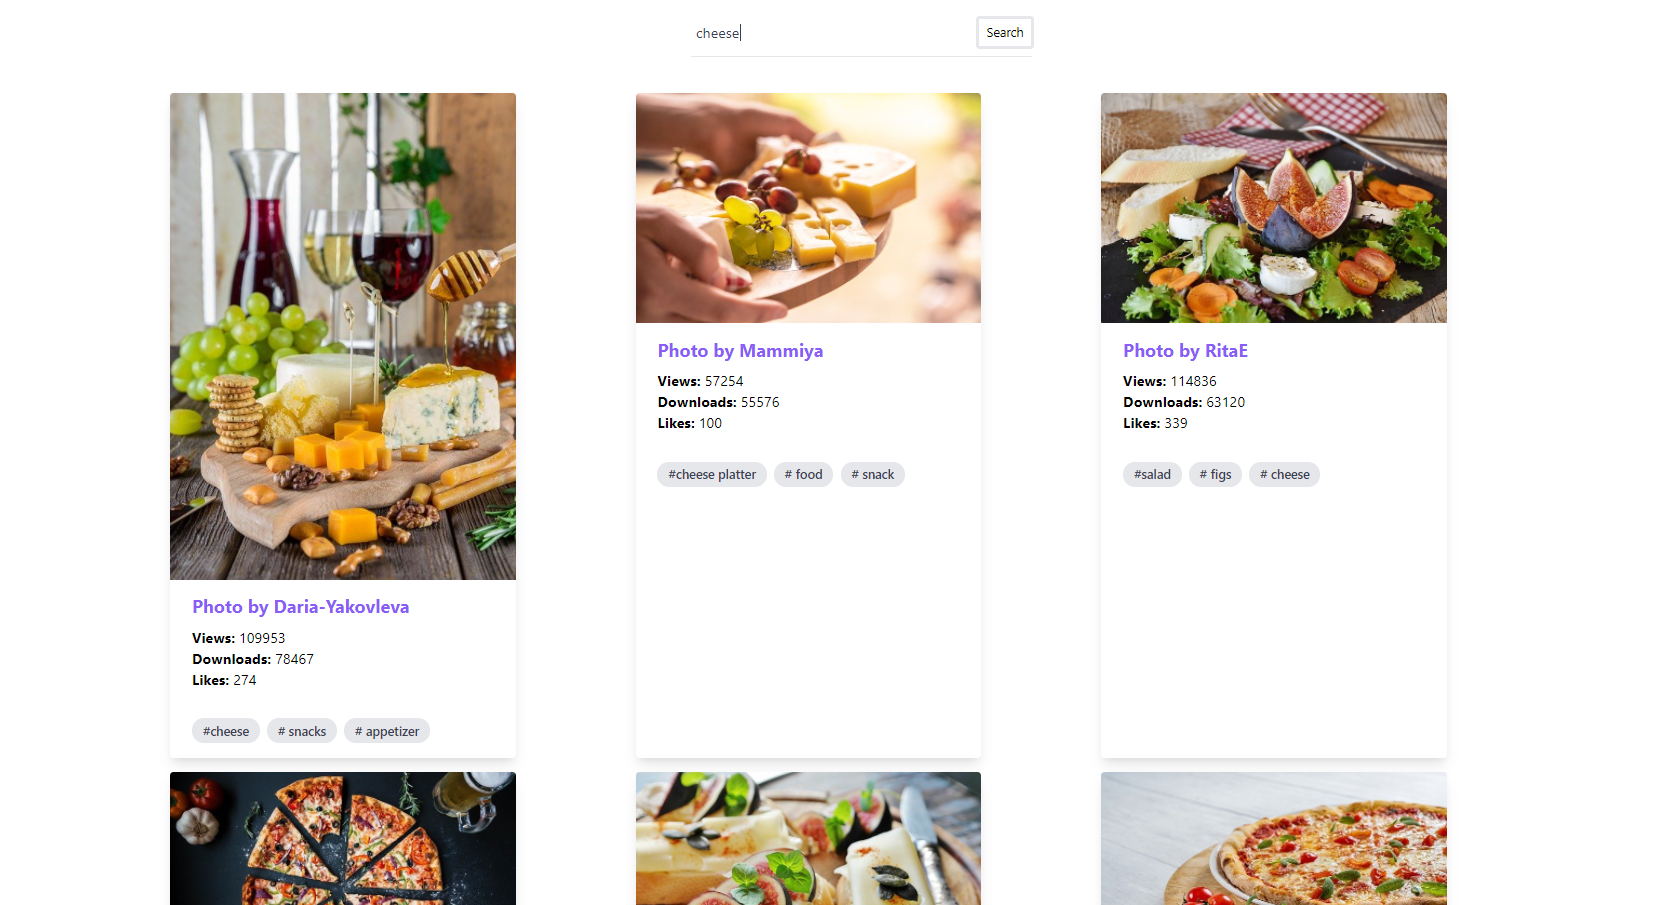 cheese
Search
Photo by Mammiya
Views: 57254
Downloads: 55576
Likes: 100
#cheese platter # food # snack
Photo by RitaE
Views: 114836
Downloads: 63120
Likes: 339
#salad # figs # cheese
Photo by Daria-Yakovleva
Views: 109953
Downloads: 78467
Likes: 274
#cheese # snacks # appetizer